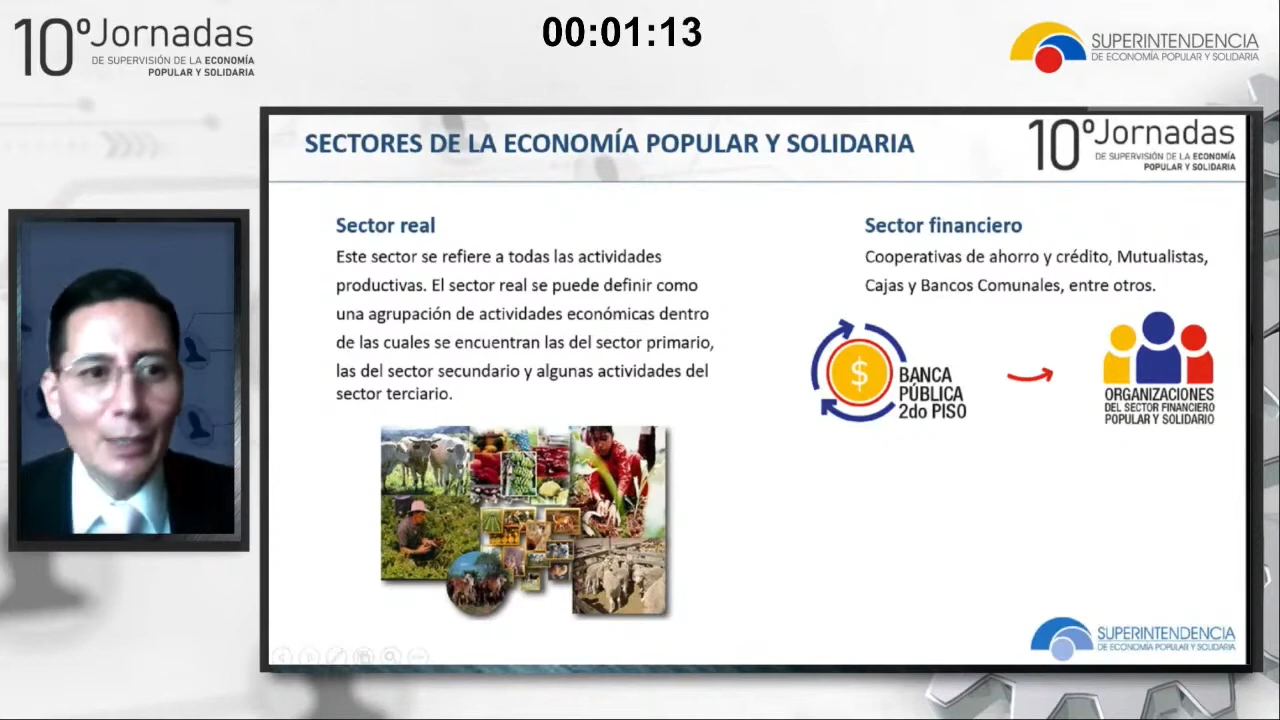 10º Jornadas
DE SUPERVISIÓN DE LA ECONOMÍA
POPULAR Y SOLIDARIA
00:01:13
SUPERINTENDENCIA
DE ECONOMÍA POPULAR Y SOLIDARIA
SECTORES DE LA ECONOMÍA POPULAR Y SOLIDARIA
10º Jornadas
DE SUPERVISIÓN DE LA ECONOMÍA
POPULAR Y SOLIDARIA
Sector real
Este sector se refiere a todas las actividades
productivas. El sector real se puede definir como
una agrupación de actividades económicas dentro
de las cuales se encuentran las del sector primario,
las del sector secundario y algunas actividades del
sector terciario.
Sector financiero
Cooperativas de ahorro y crédito, Mutualistas,
Cajas y Bancos Comunales, entre otros.
$
BANCA
PÚBLICA
2do PISO
ORGANIZACIONES
DEL SECTOR FINANCIERO
POPULAR Y SOLIDARIO
SUPERINTENDENCIA
DE ECONOMÍA POPULAR Y SOLIDARIA